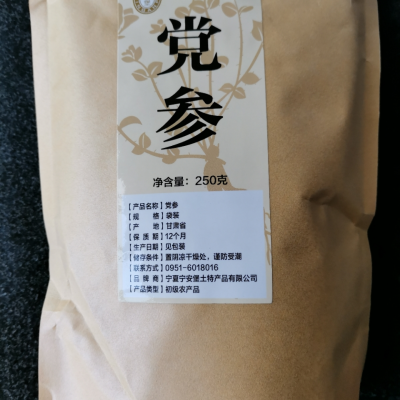 党参
净含量：250克
【产品名称】党参
【规　　格】袋装
【产　　地】甘肃省
【保 质 期】12个月
【生产日期】见包装
【储存条件】置阴凉干燥处，谨防受潮
【联系方式】0951-6018016
【品 牌 商】宁夏宁安堡土特产品有限公司
【产品类型】初级农产品